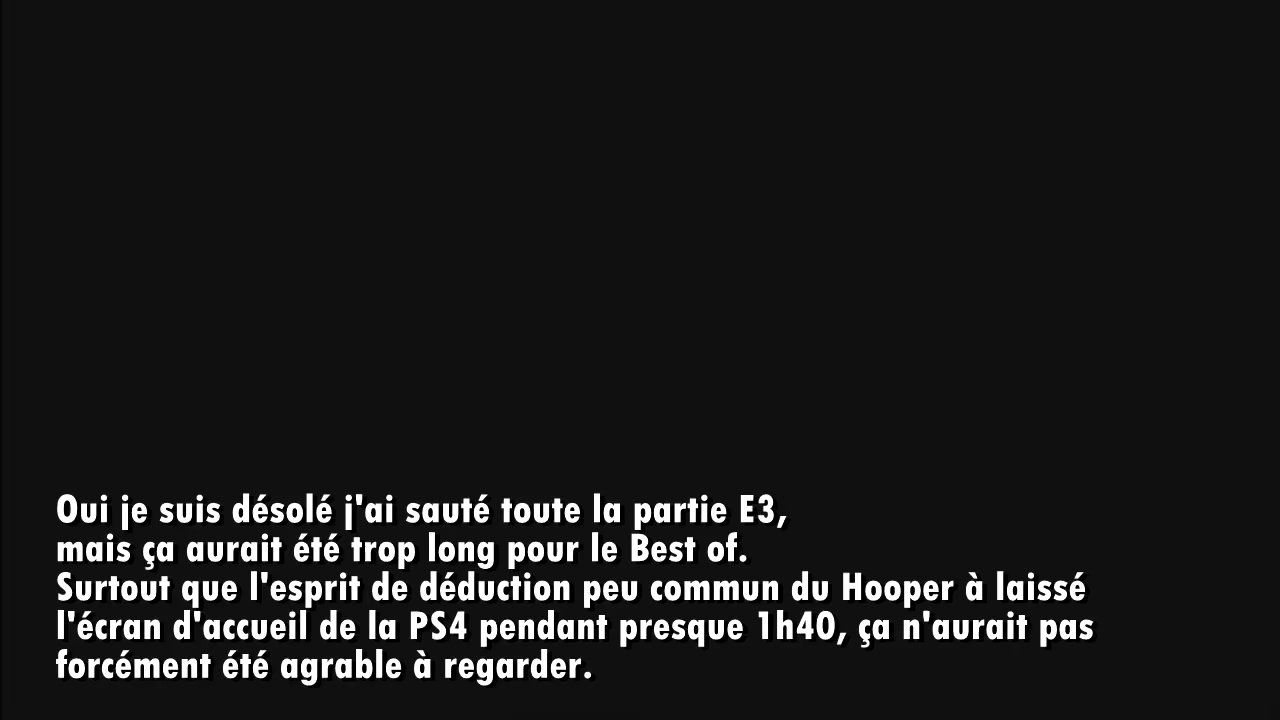 Oui je suis désolé j'ai sauté toute la partie E3,
mais ça aurait été trop long pour le Best of.
Surtout que l'esprit de déduction peu commun du Hooper à laissé
l'écran d'accueil de la PS4 pendant presque 1h40, ça n'aurait pas
forcément été agrable à regarder.